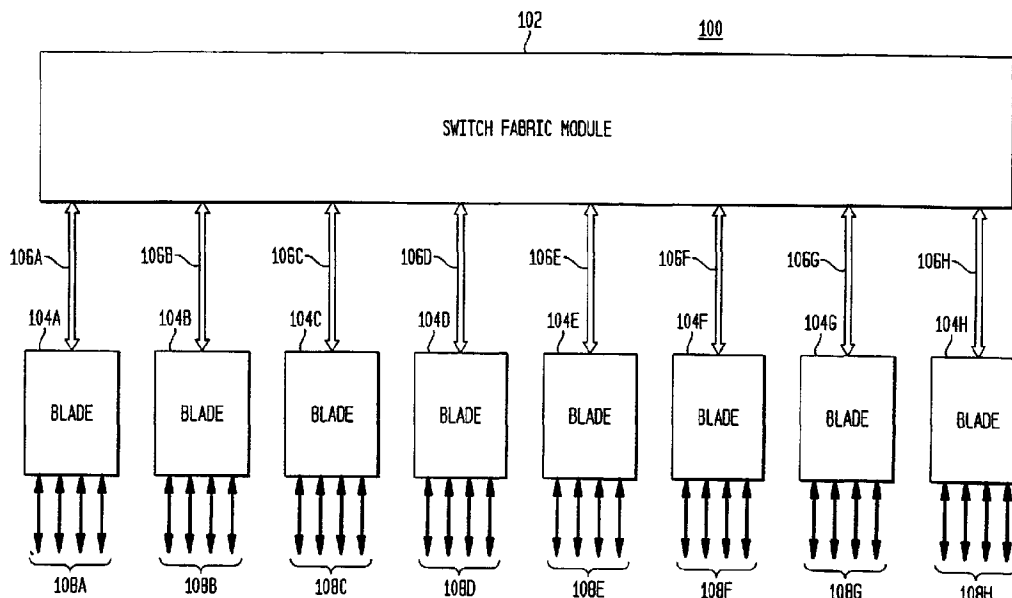 102 100
SWITCH FABRIC MODULE
106A 106B 106C 106D 106E 106F 106G 106H
104A 104B 104C 104D 104E 104F 104G 104H
BLADE BLADE BLADE BLADE BLADE BLADE BLADE BLADE
108A 108B 108C 108D 108E 108F 108G 108H